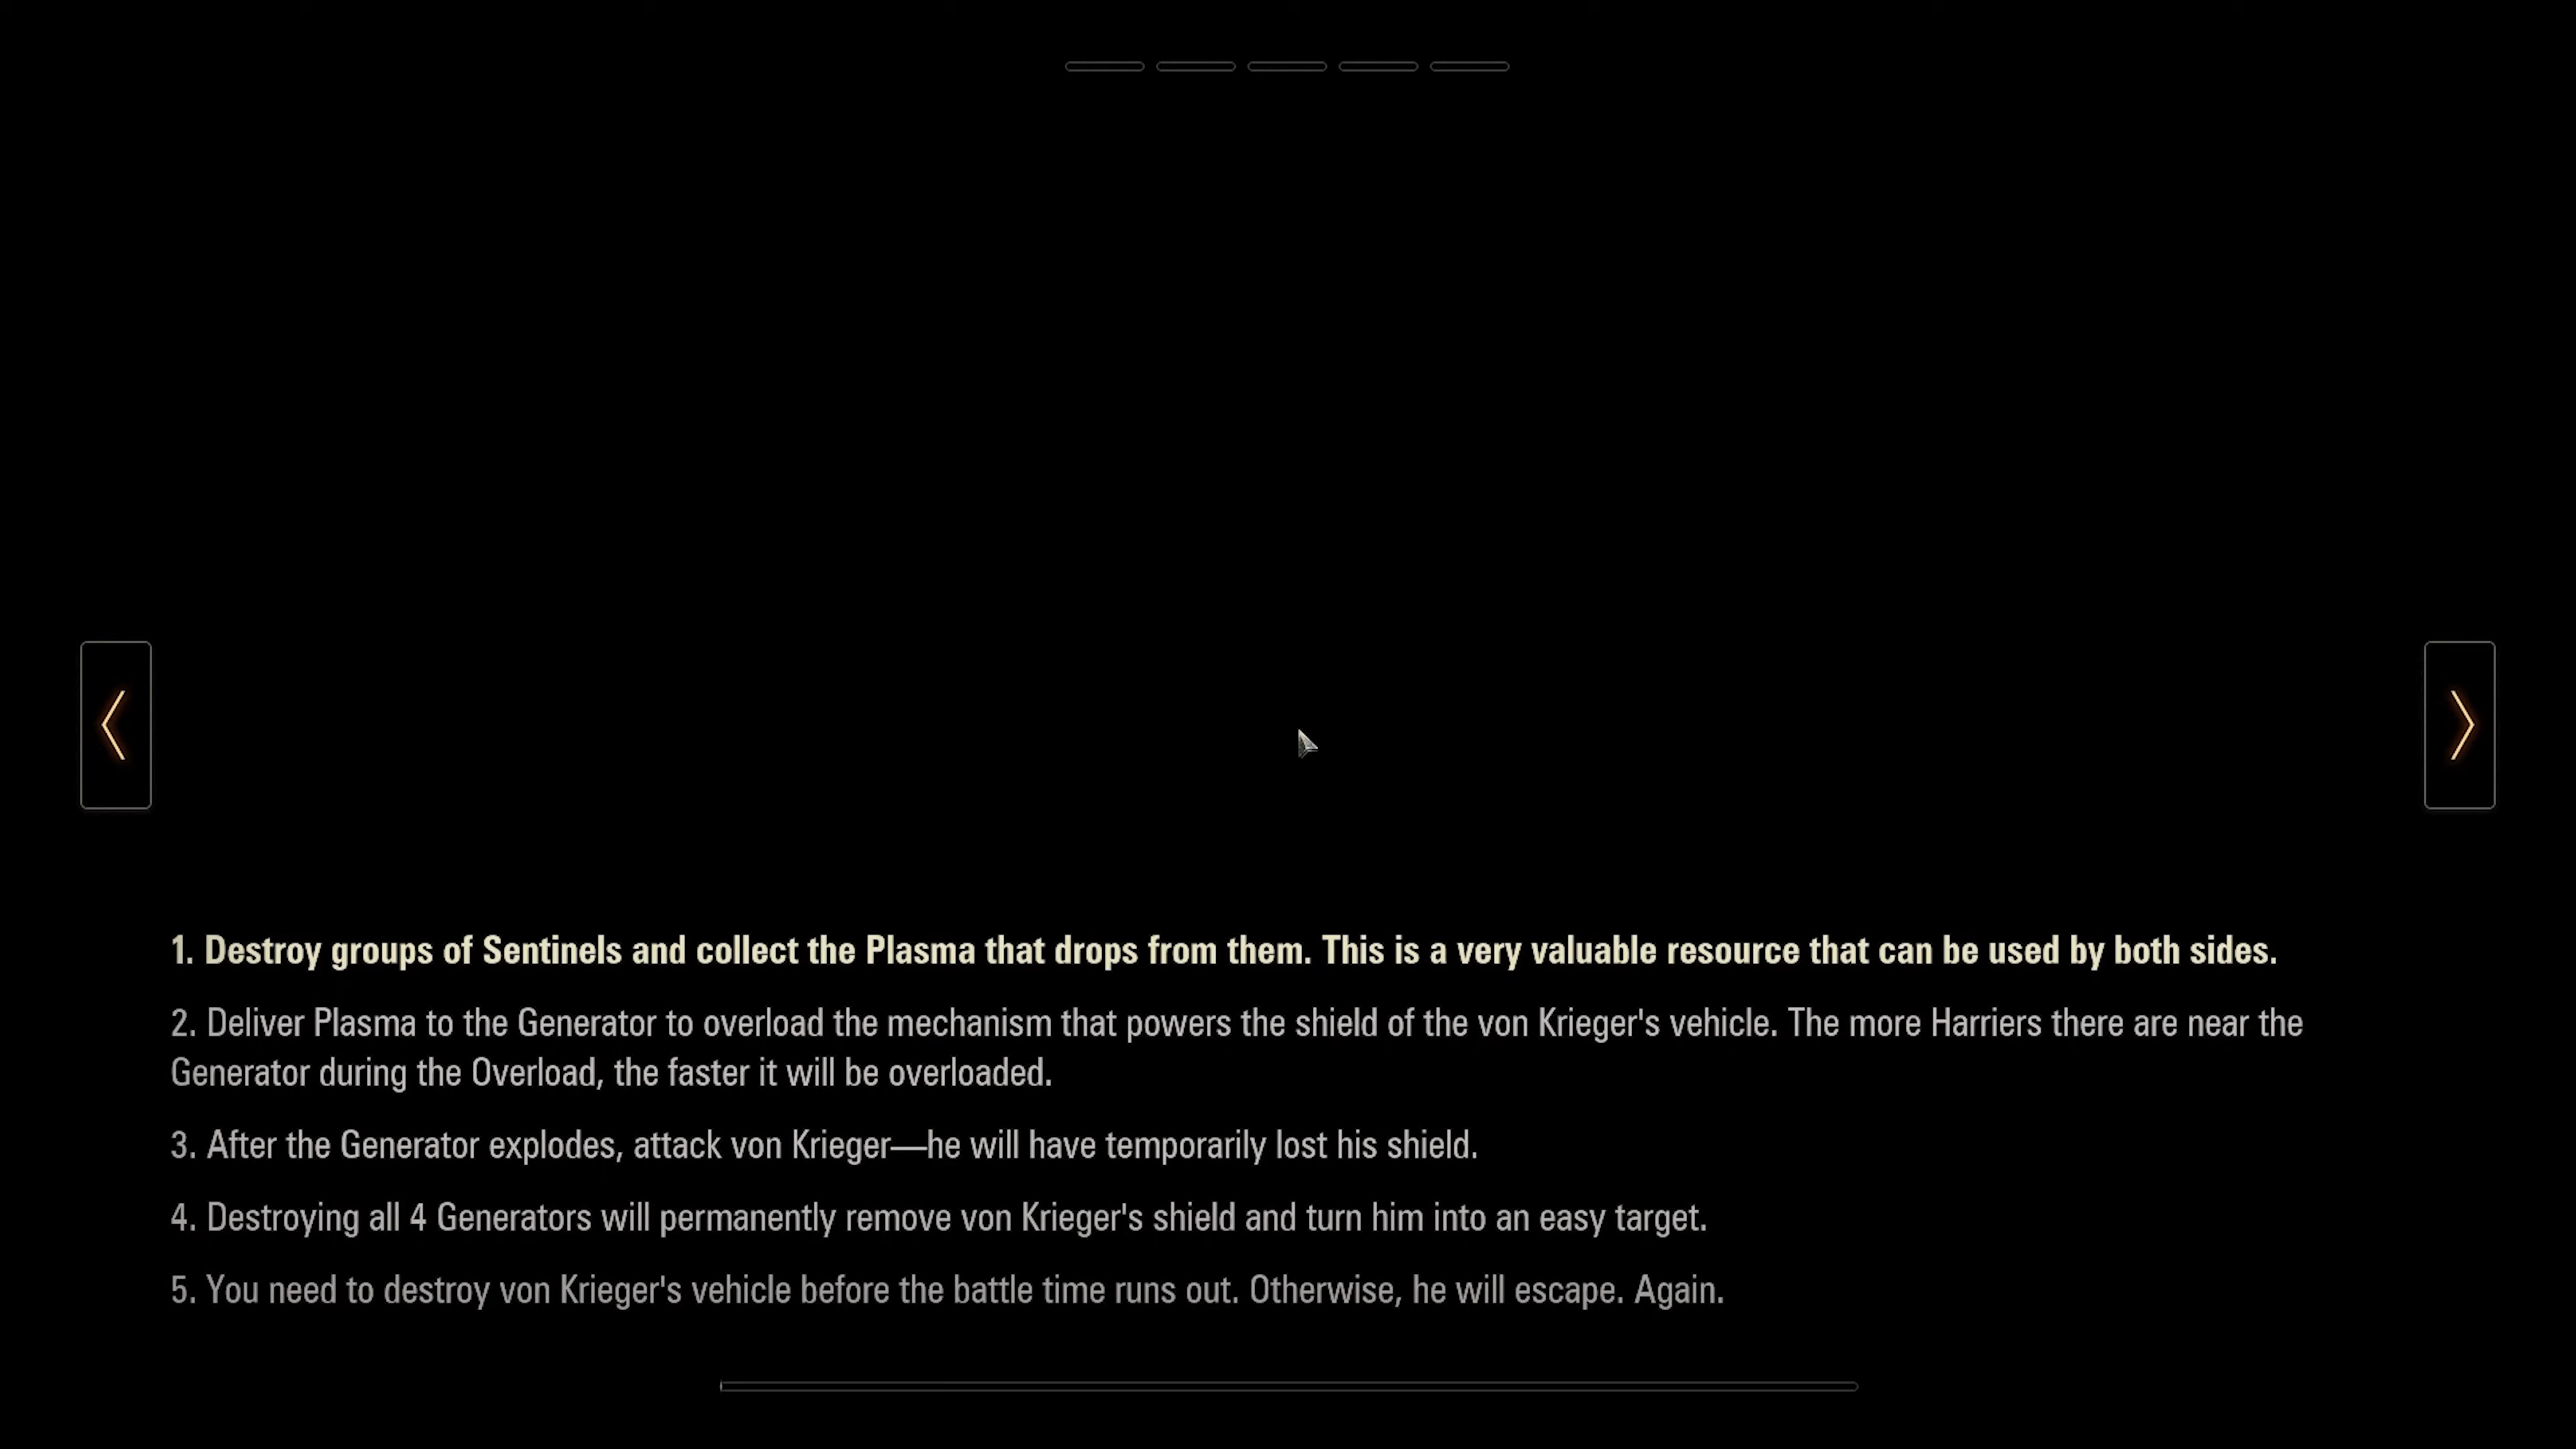 1. Destroy groups of Sentinels and collect the Plasma that drops from them. This is a very valuable resource that can be used by both sides.
2. Deliver Plasma to the Generator to overload the mechanism that powers the shield of the von Krieger's vehicle. The more Harriers there are near the
Generator during the Overload, the faster it will be overloaded.
3. After the Generator explodes, attack von Krieger—he will have temporarily lost his shield.
4. Destroying all 4 Generators will permanently remove von Krieger's shield and turn him into an easy target.
5. You need to destroy von Krieger's vehicle before the battle time runs out. Otherwise, he will escape. Again.